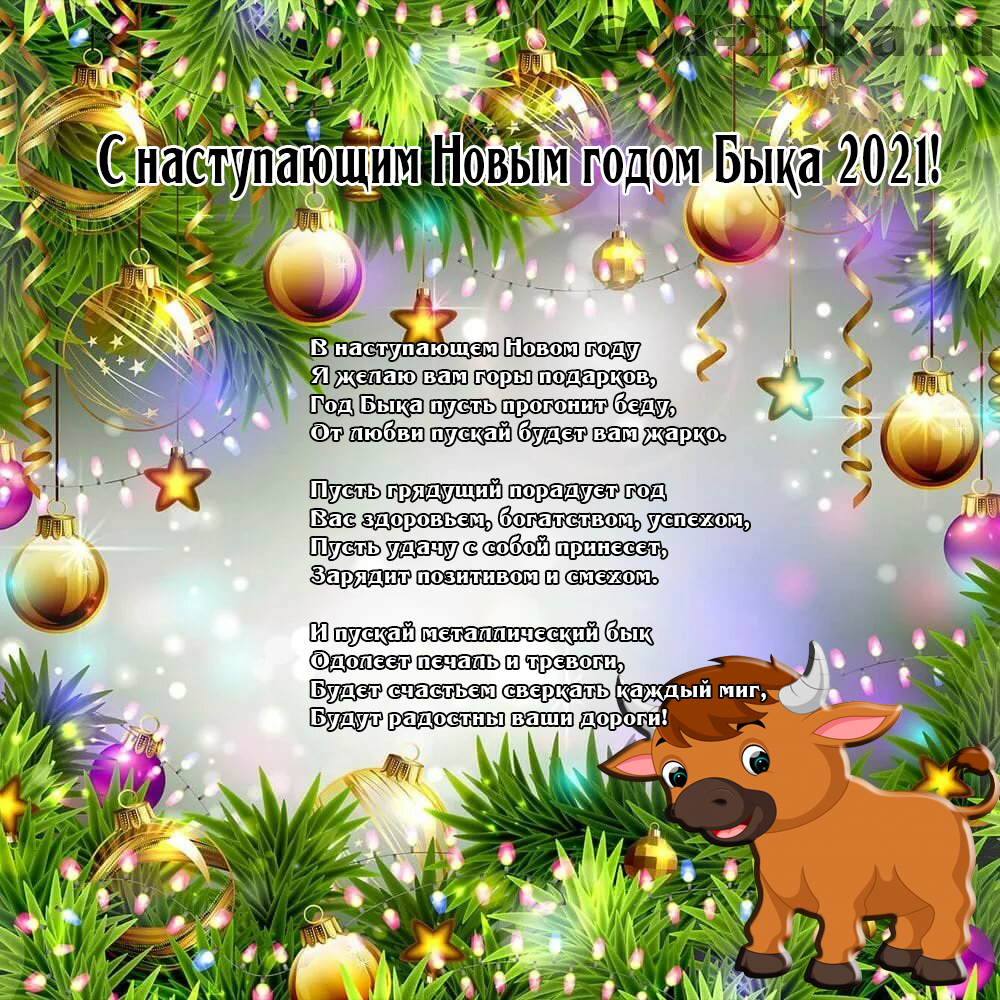 С наступающим Новым годом Быка 2021!
В наступающем Новом году
Я желаю вам горы подарков,
Год Быка пусть прогонит беду,
От любви пускай будет вам жарко.
Пусть грядущий порадует год
Вас здоровьем, богатством, успехом,
Пусть удачу с собой принесет,
Зарядит позитивом и смехом.
И пускай металлический бык
Одолеет печаль и тревоги,
Будет счастьем сверкать каждый миг,
Будут радостны ваши дороги!